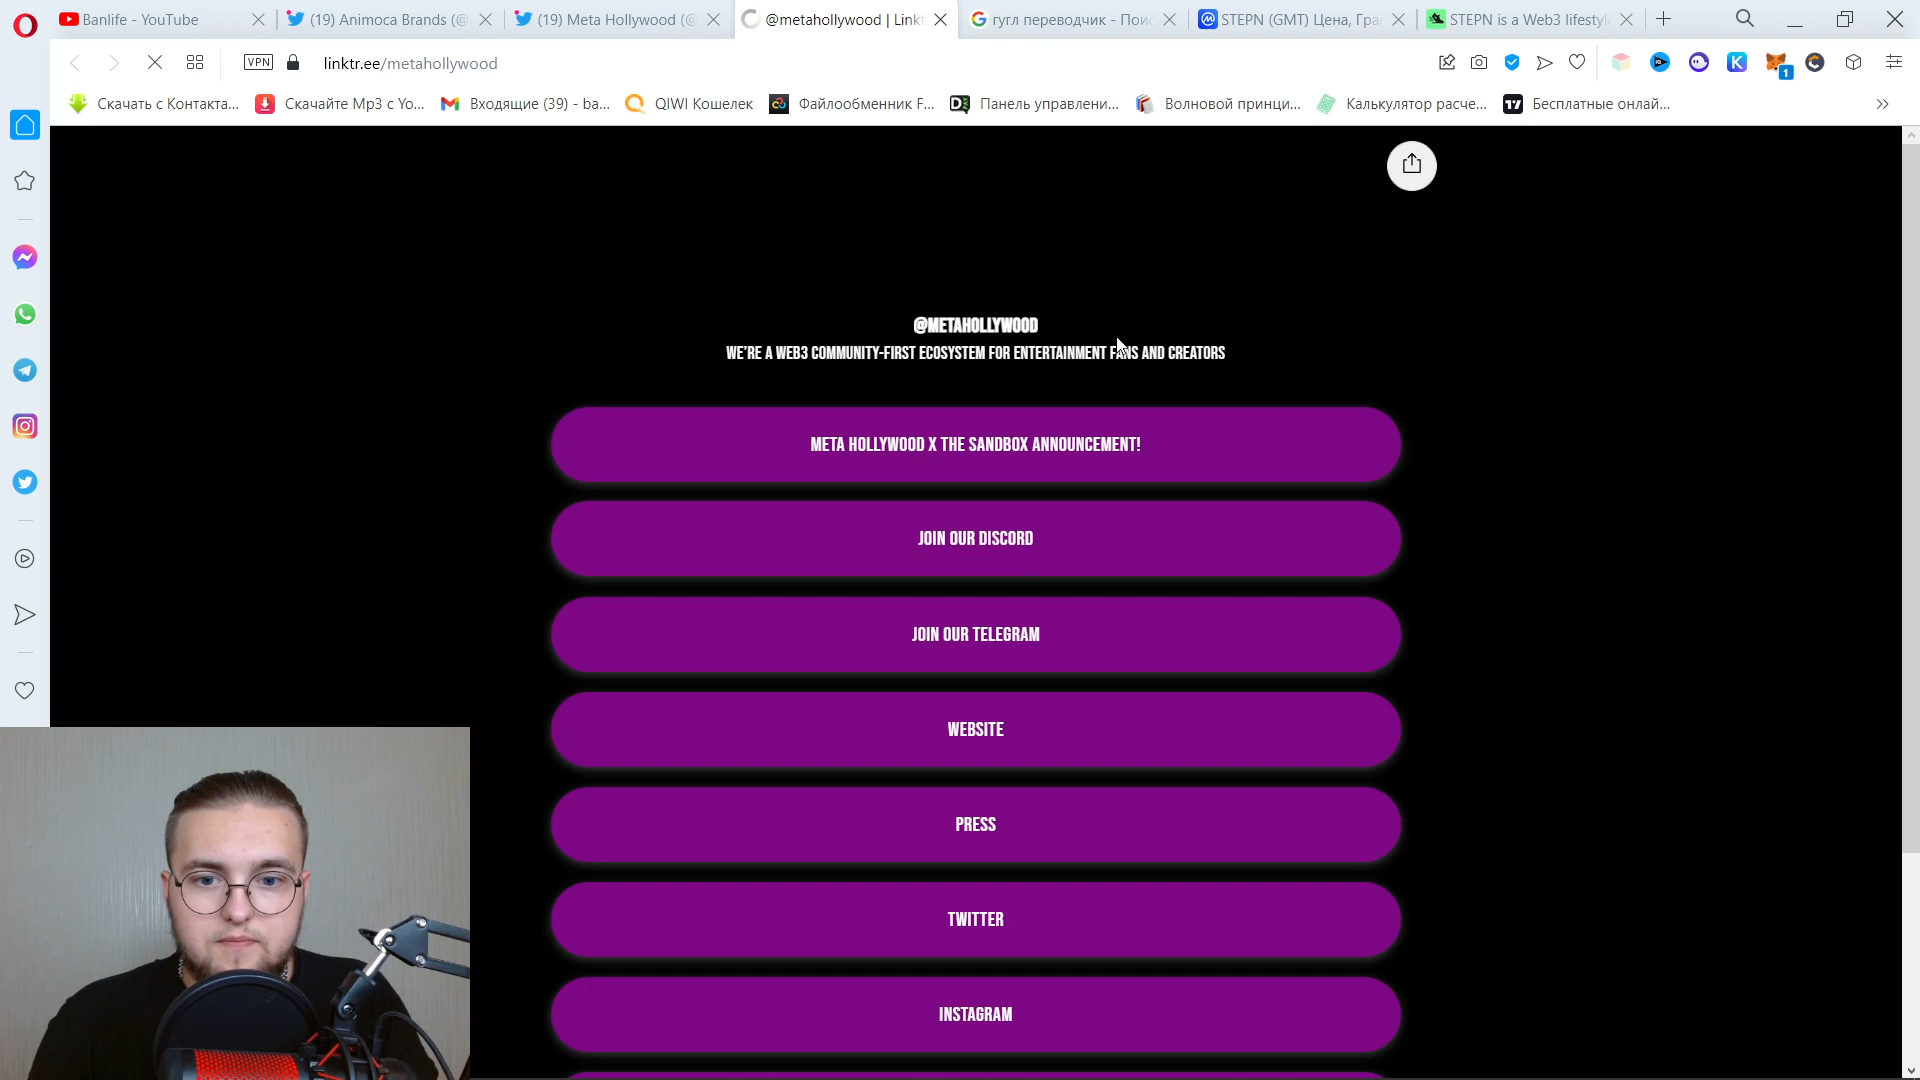 Banlife - YouTube
(19) Animoca Brands (@
(19) Meta Hollywood (@
@metahollywood | Linkt
гугл переводчик - Пои
STEPN (GMT) Цена, Гра
STEPN is a Web3 lifestyl
VPN
linktr.ee/metahollywood
1
Скачать с Контакта...
Скачайте Mp3 с Yo...
Входящие (39) - ba...
QIWI Кошелек
Файлообменник F...
Панель управлени...
Волновой принци...
Калькулятор расче...
Бесплатные онлай...
@METAHOLLYWOOD
WE'RE A WEB3 COMMUNITY-FIRST ECOSYSTEM FOR ENTERTAINMENT FANS AND CREATORS
META HOLLYWOOD X THE SANDBOX ANNOUNCEMENT!
JOIN OUR DISCORD
JOIN OUR TELEGRAM
WEBSITE
PRESS
TWITTER
INSTAGRAM